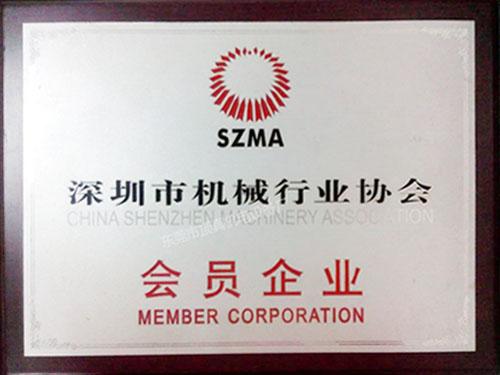 SZMA
深圳市机械行业协会
CHINA SHENZHEN MACHINERY ASSOCIATION
会员企业
MEMBER CORPORATION